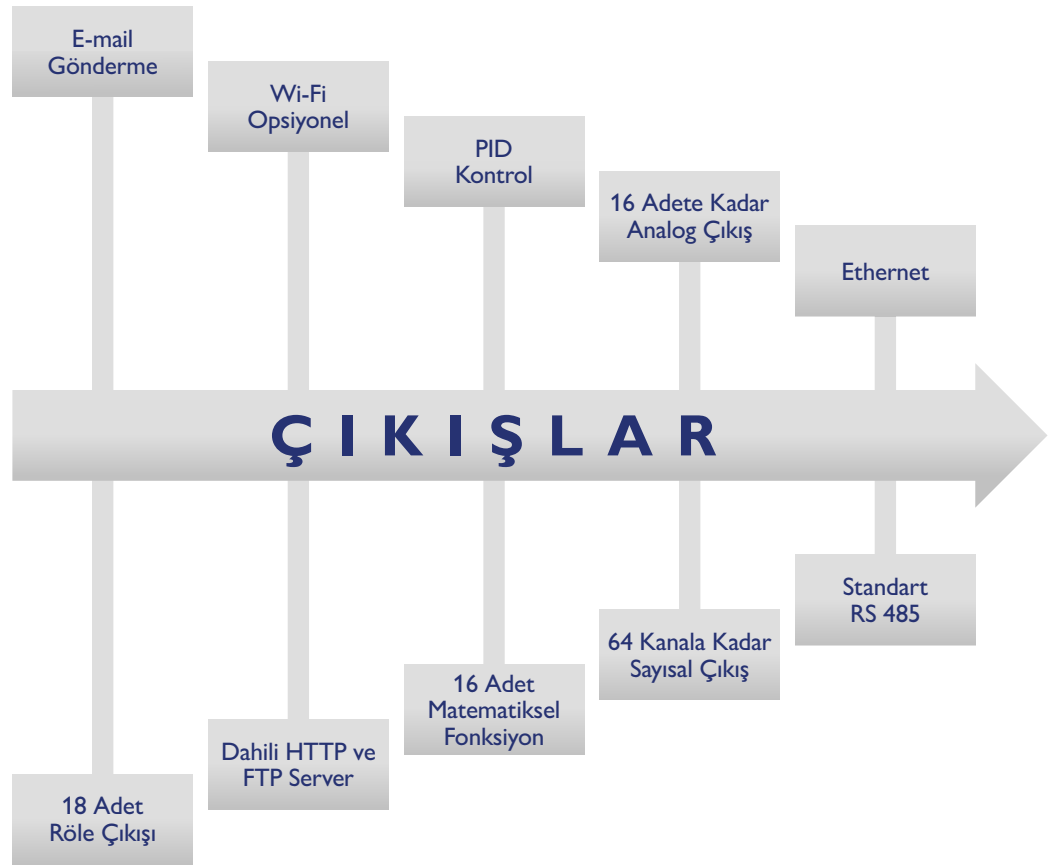 E-mail
Gönderme
Wi-Fi
Opsiyonel
PID
Kontrol
16 Adete Kadar
Analog Çıkış
Ethernet
ÇIKIŞLAR
Standart
RS 485
64 Kanala Kadar
Sayısal Çıkış
16 Adet
Matematiksel
Fonksiyon
Dahili HTTP ve
FTP Server
18 Adet
Röle Çıkışı